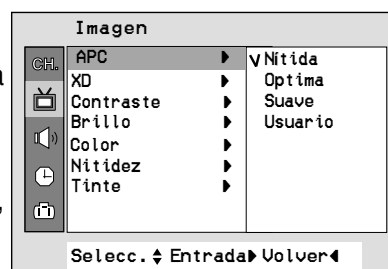 Imagen
CH.
APC
XD
Contraste
Brillo
Color
Nitidez
Tinte
√ Nítida
Optima
Suave
Usuario
a
,
Selecc. Entrada Volver